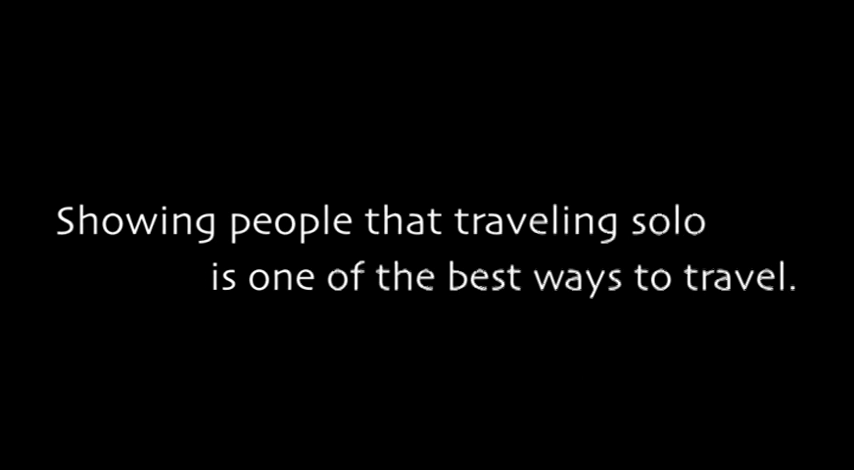 Showing people that traveling solo
is one of the best ways to travel.